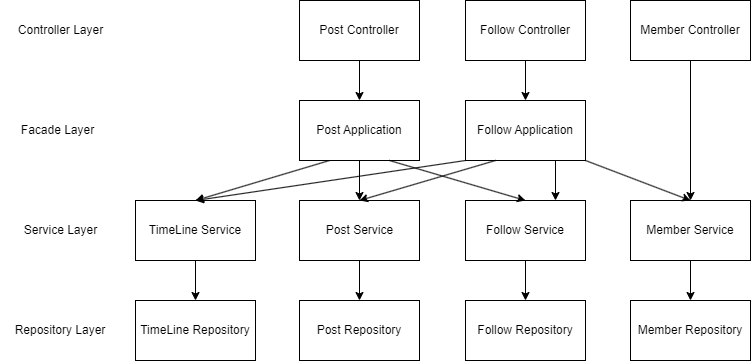 Controller Layer
Post Controller
Follow Controller
Member Controller
Facade Layer
Post Application
Follow Application
Service Layer
TimeLine Service
Post Service
Follow Service
Member Service
Repository Layer
TimeLine Repository
Post Repository
Follow Repository
Member Repository